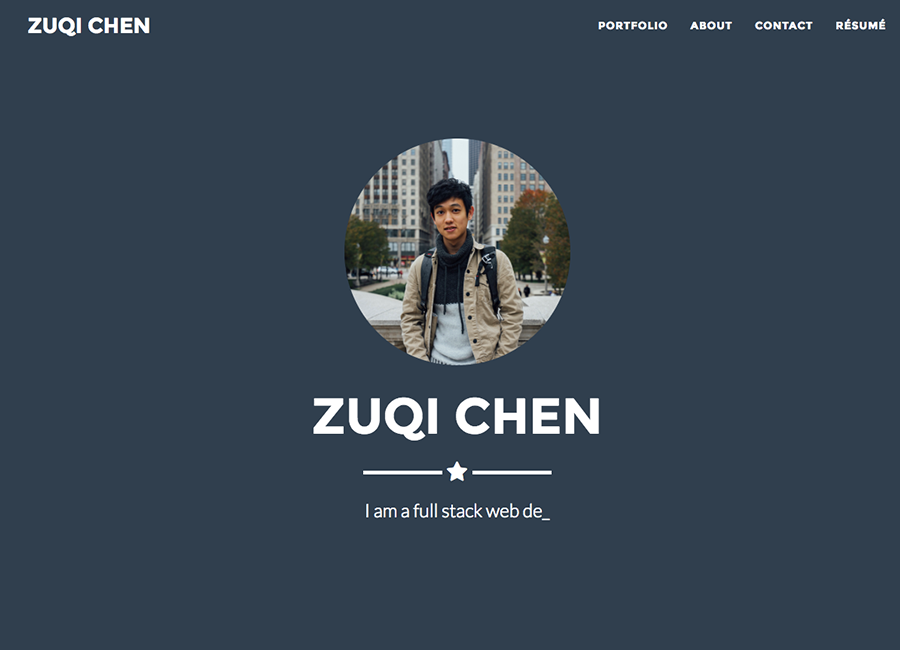 ZUQI CHEN
PORTFOLIO ABOUT CONTACT RÉSUMÉ
ZUQI CHEN
I am a full stack web de_